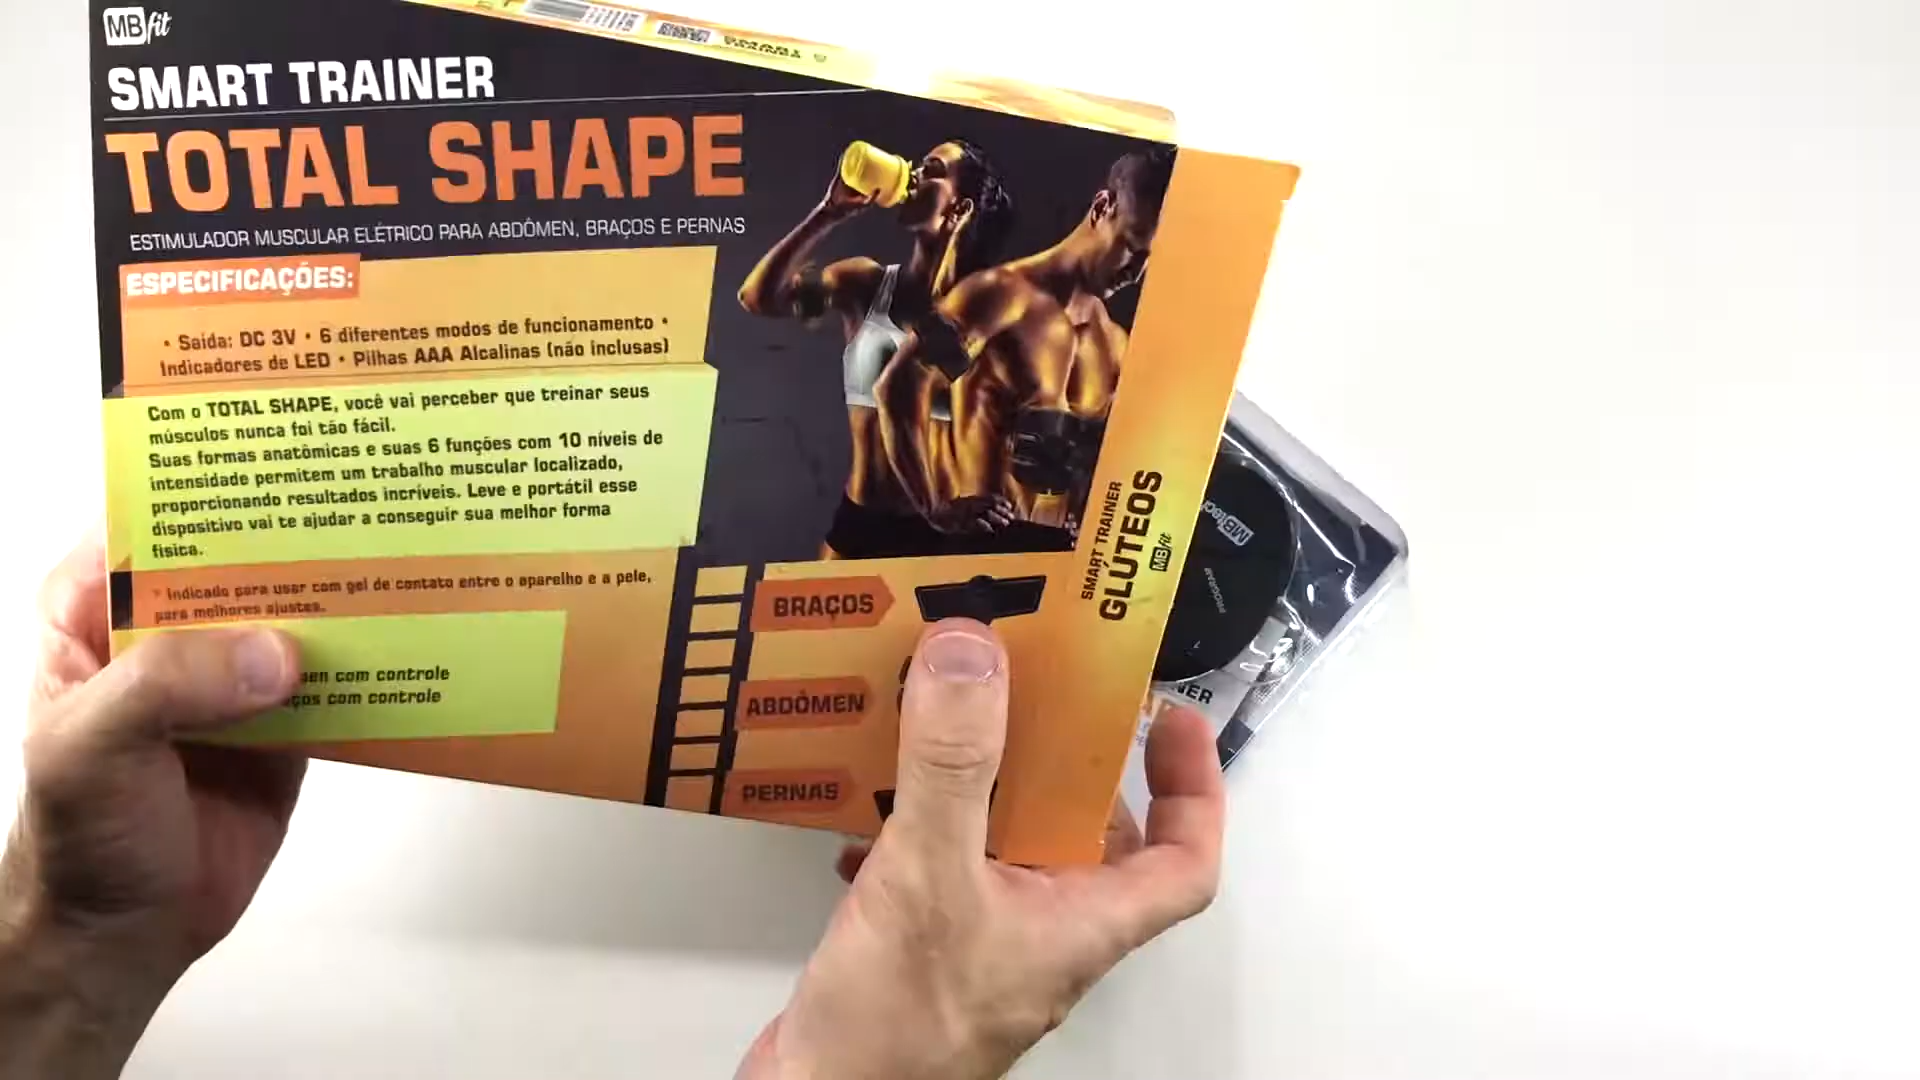 MB fit
SMART TRAINER
TOTAL SHAPE
ESTIMULADOR MUSCULAR ELÉTRICO PARA ABDÔMEN, BRAÇOS E PERNAS
ESPECIFICAÇÕES:
• Saída: DC 3V • 6 diferentes modos de funcionamento •
Indicadores de LED • Pilhas AAA Alcalinas (não inclusas)
Com o TOTAL SHAPE, você vai perceber que treinar seus
músculos nunca foi tão fácil.
Suas formas anatômicas e suas 6 funções com 10 níveis de
intensidade permitem um trabalho muscular localizado,
proporcionando resultados incríveis. Leve e portátil esse
dispositivo vai te ajudar a conseguir sua melhor forma
física.
* Indicado para usar com gel de contato entre o aparelho e a pele,
para melhores ajustes.
com controle
com controle
BRAÇOS
ABDÔMEN
PERNAS
SMART TRAINER
GLÚTEOS
MB fit
MBtech
PROGRAM